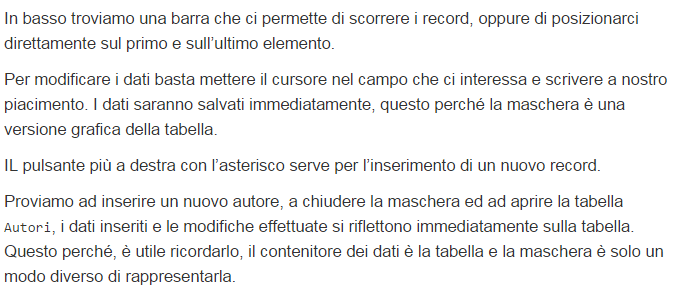 In basso troviamo una barra che ci permette di scorrere i record, oppure di posizionarci
direttamente sul primo e sull’ultimo elemento.
Per modificare i dati basta mettere il cursore nel campo che ci interessa e scrivere a nostro
piacimento. I dati saranno salvati immediatamente, questo perché la maschera è una
versione grafica della tabella.
IL pulsante più a destra con l’asterisco serve per l’inserimento di un nuovo record.
Proviamo ad inserire un nuovo autore, a chiudere la maschera ed ad aprire la tabella
Autori, i dati inseriti e le modifiche effettuate si riflettono immediatamente sulla tabella.
Questo perché, è utile ricordarlo, il contenitore dei dati è la tabella e la maschera è solo un
modo diverso di rappresentarla.